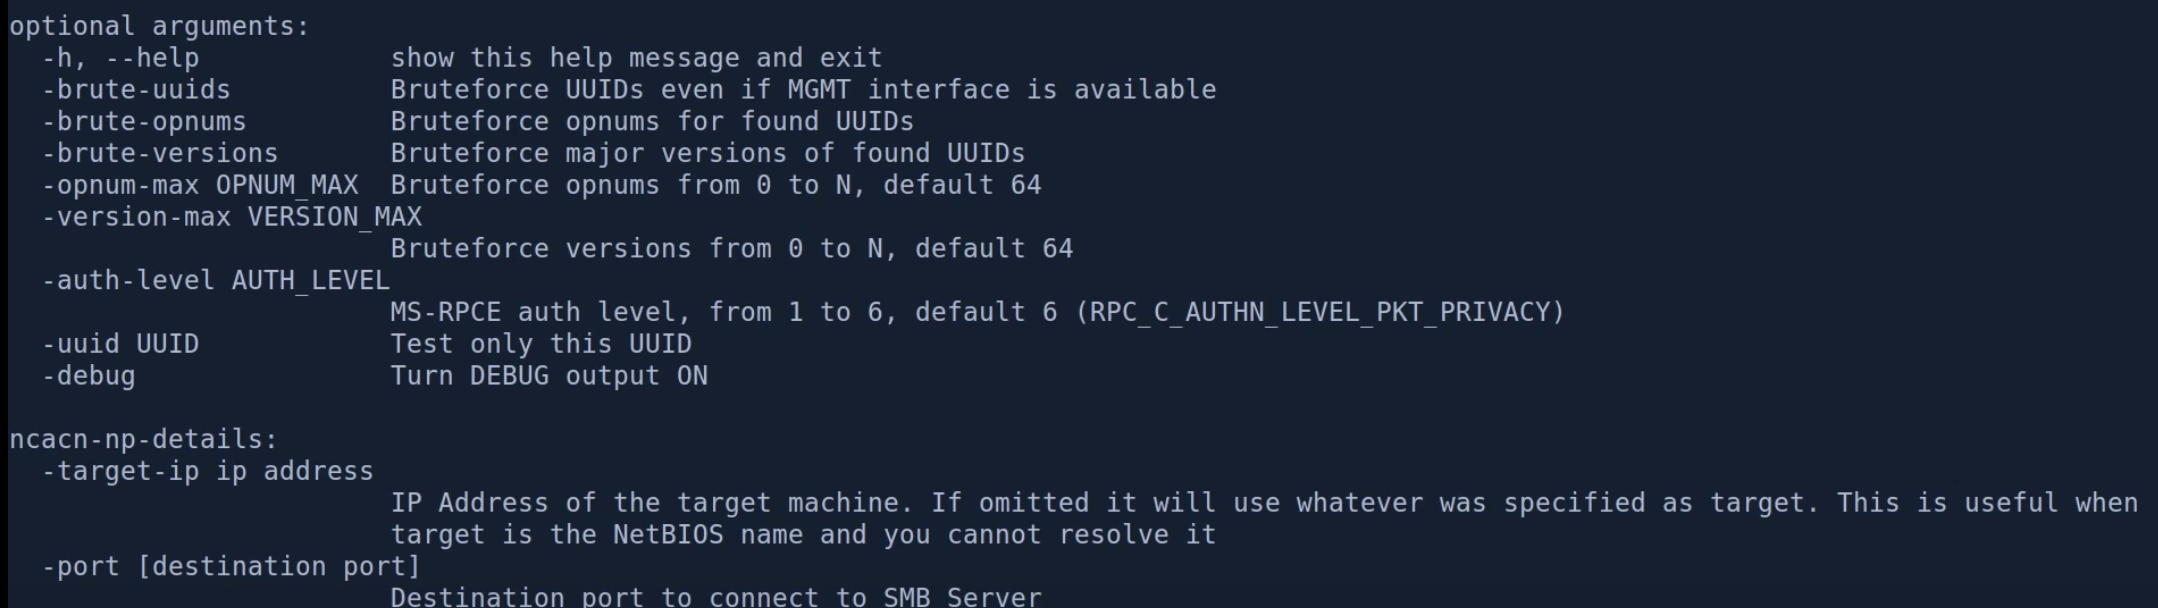 optional arguments:
  -h, --help            show this help message and exit
  -brute-uuids          Bruteforce UUIDs even if MGMT interface is available
  -brute-opnums         Bruteforce opnums for found UUIDs
  -brute-versions       Bruteforce major versions of found UUIDs
  -opnum-max OPNUM_MAX  Bruteforce opnums from 0 to N, default 64
  -version-max VERSION_MAX
                        Bruteforce versions from 0 to N, default 64
  -auth-level AUTH_LEVEL
                        MS-RPCE auth level, from 1 to 6, default 6 (RPC_C_AUTHN_LEVEL_PKT_PRIVACY)
  -uuid UUID            Test only this UUID
  -debug                Turn DEBUG output ON

ncacn-np-details:
  -target-ip ip address
                        IP Address of the target machine. If omitted it will use whatever was specified as target. This is useful when
                        target is the NetBIOS name and you cannot resolve it
  -port [destination port]
                        Destination port to connect to SMB Server